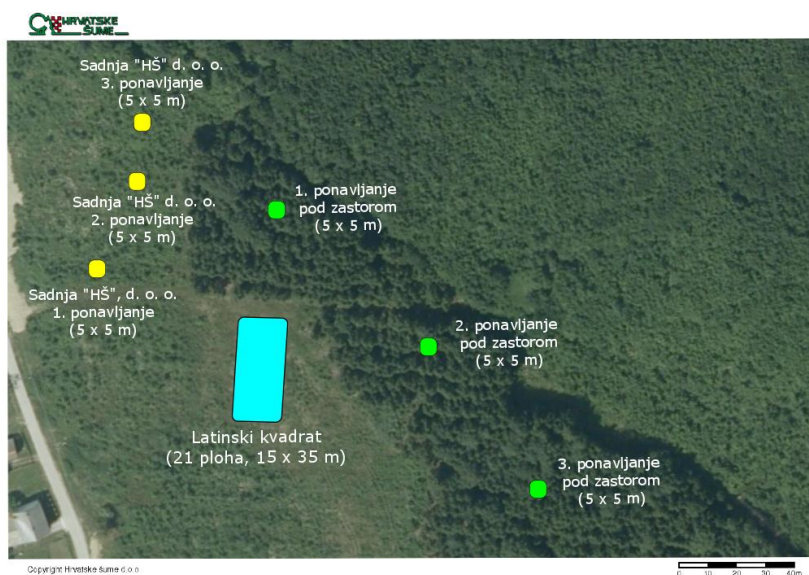 HRVATSKE
ŠUME
Sadnja "HŠ" d. o. o.
3. ponavljanje
(5 x 5 m)
Sadnja "HŠ" d. o. o.
2. ponavljanje
(5 x 5 m)
1. ponavljanje
pod zastorom
(5 x 5 m)
Sadnja "HŠ", d. o. o.
1. ponavljanje
(5 x 5 m)
2. ponavljanje
pod zastorom
(5 x 5 m)
Latinski kvadrat
(21 ploha, 15 x 35 m)
3. ponavljanje
pod zastorom
(5 x 5 m)
Copyright Hrvatske šume d.o.o.
0 10 20 30 40m